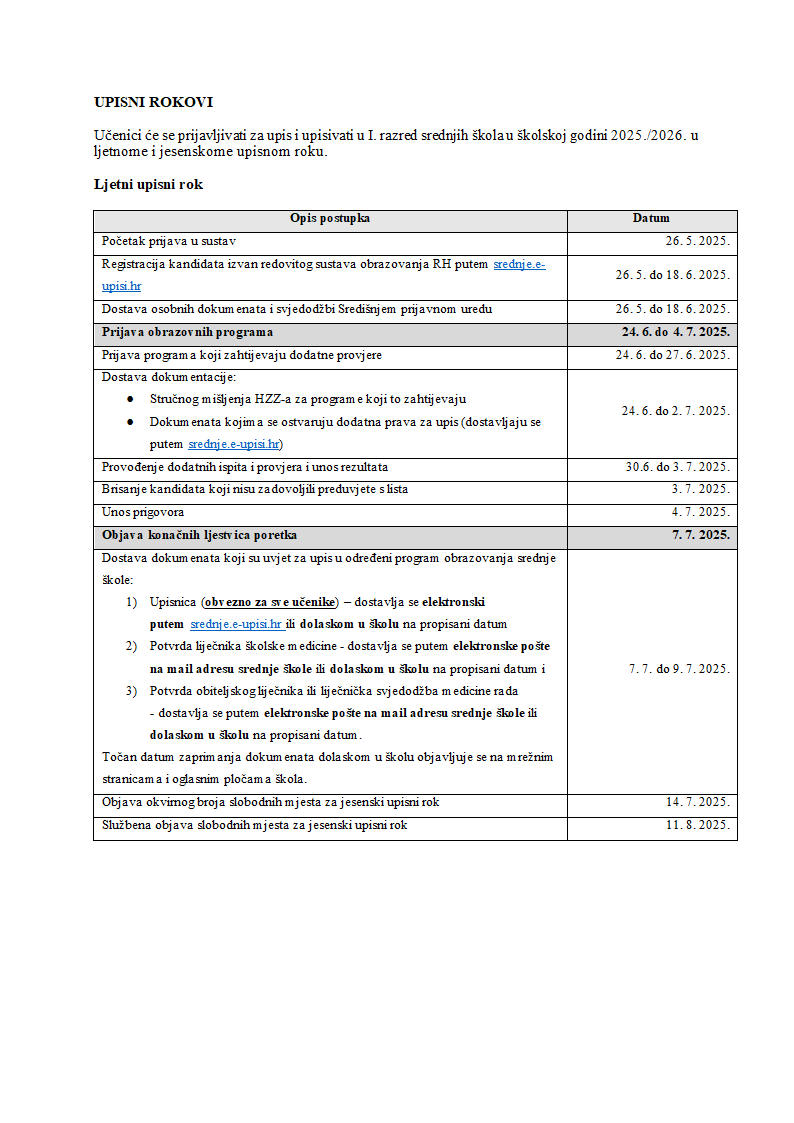 UPISNI ROKOVI
Učenici će se prijavljivati za upis i upisivati u I. razred srednjih škola u školskoj godini 2025./2026. u
ljetnome i jesenskome upisnom roku.
Ljetni upisni rok
Opis postupka Datum
Početak prijava u sustav 26. 5. 2025.
Registracija kandidata izvan redovitog sustava obrazovanja RH putem srednje.e-
upisi.hr
26. 5. do 18. 6. 2025.
Dostava osobnih dokumenata i svjedodžbi Središnjem prijavnom uredu 26. 5. do 18. 6. 2025.
Prijava obrazovnih programa 24. 6. do 4. 7. 2025.
Prijava programa koji zahtijevaju dodatne provjere 24. 6. do 27. 6. 2025.
Dostava dokumentacije:
● Stručnog mišljenja HZZ-a za programe koji to zahtijevaju
● Dokumenata kojima se ostvaruju dodatna prava za upis (dostavljaju se
putem srednje.e-upisi.hr)
24. 6. do 2. 7. 2025.
Provođenje dodatnih ispita i provjera i unos rezultata 30.6. do 3. 7. 2025.
Brisanje kandidata koji nisu zadovoljili preduvjete s lista 3. 7. 2025.
Unos prigovora 4. 7. 2025.
Objava konačnih ljestvica poretka 7. 7. 2025.
Dostava dokumenata koji su uvjet za upis u određeni program obrazovanja srednje
škole:
1) Upisnica (obvezno za sve učenike) – dostavlja se elektronski
putem srednje.e-upisi.hr ili dolaskom u školu na propisani datum
2) Potvrda liječnika školske medicine - dostavlja se putem elektronske pošte
na mail adresu srednje škole ili dolaskom u školu na propisani datum i
3) Potvrda obiteljskog liječnika ili liječnička svjedodžba medicine rada
- dostavlja se putem elektronske pošte na mail adresu srednje škole ili
dolaskom u školu na propisani datum.
Točan datum zaprimanja dokumenata dolaskom u školu objavljuje se na mrežnim
stranicama i oglasnim pločama škola.
7. 7. do 9. 7. 2025.
Objava okvirnog broja slobodnih mjesta za jesenski upisni rok 14. 7. 2025.
Službena objava slobodnih mjesta za jesenski upisni rok 11. 8. 2025.